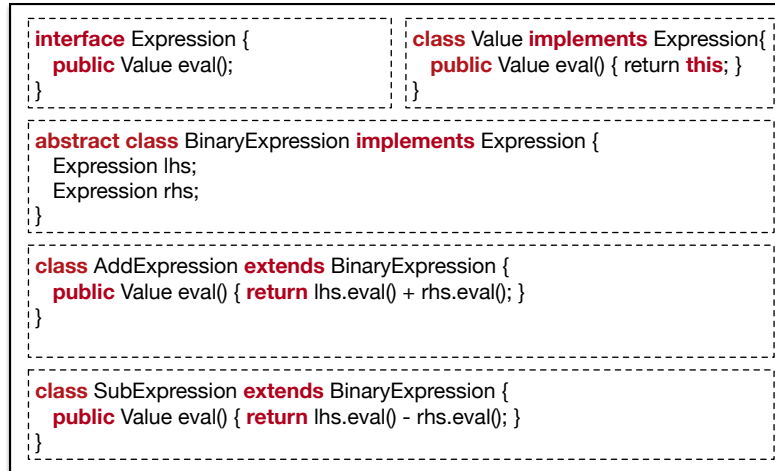 interface Expression {
public Value eval();
}
class Value implements Expression{
public Value eval() { return this; }
}
abstract class BinaryExpression implements Expression {
Expression lhs;
Expression rhs;
}
class AddExpression extends BinaryExpression {
public Value eval() { return lhs.eval() + rhs.eval(); }
}
class SubExpression extends BinaryExpression {
public Value eval() { return lhs.eval() - rhs.eval(); }
}